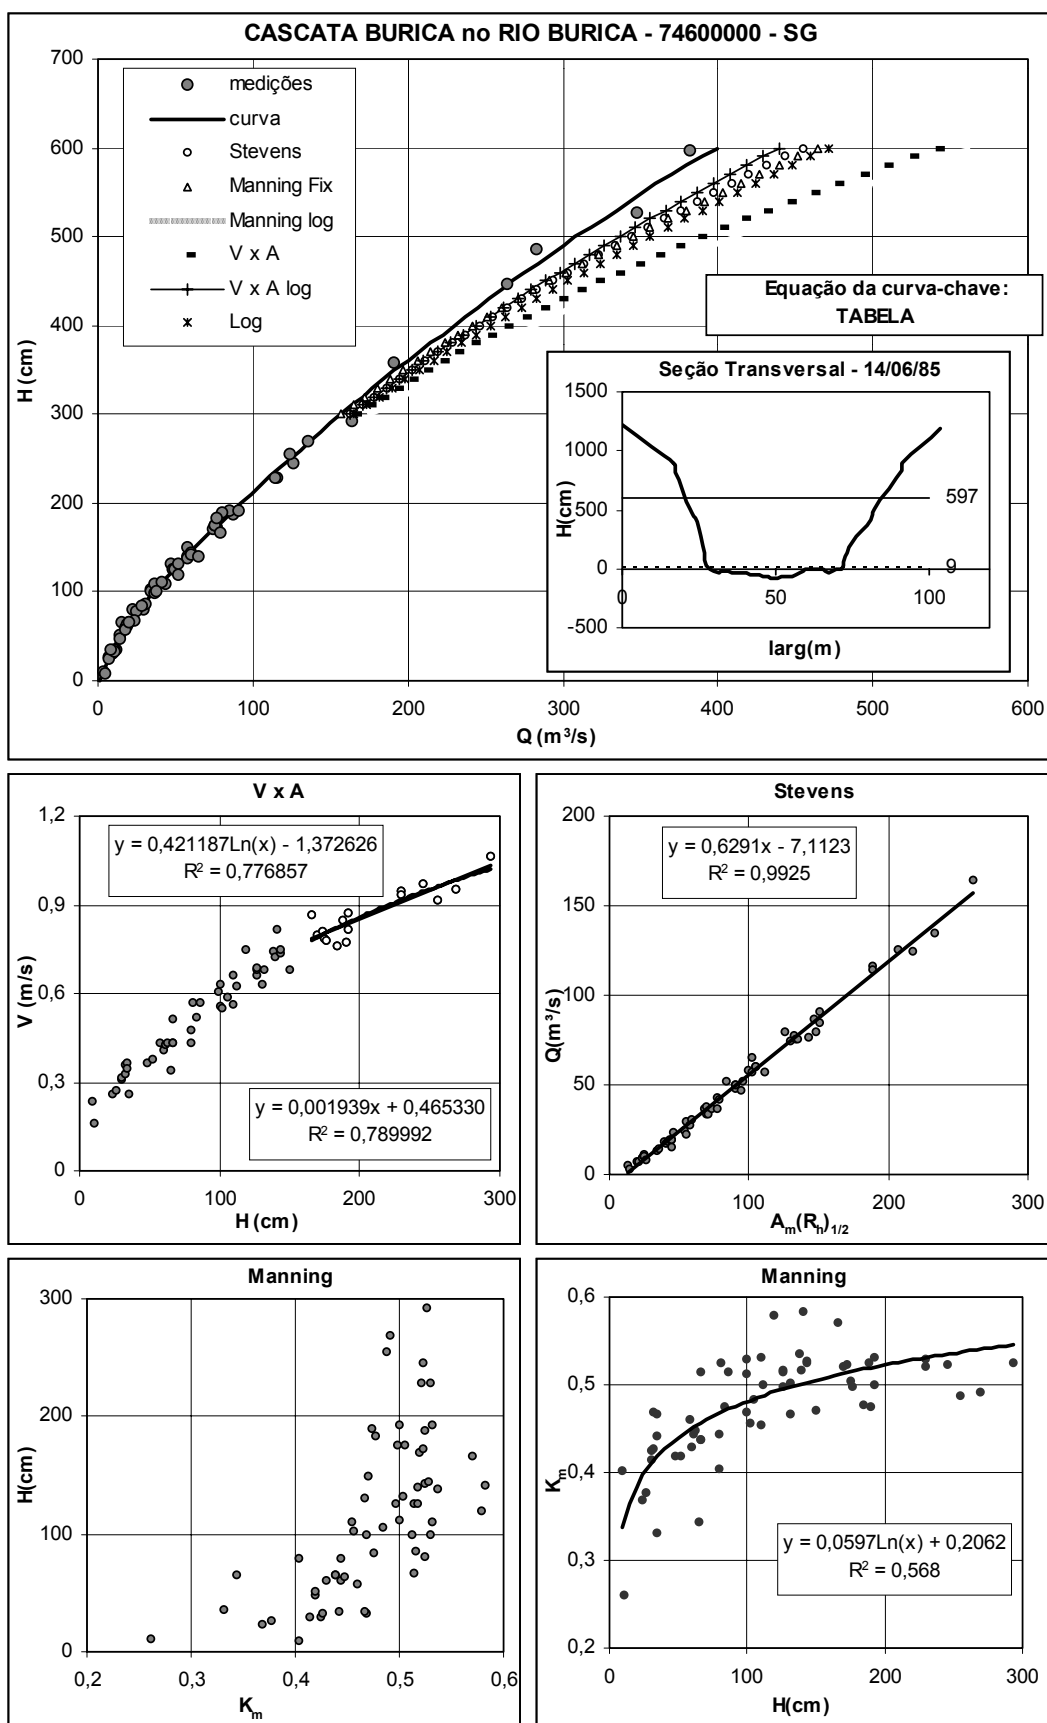 CASCATA BURICA no RIO BURICA - 74600000 - SG
700
600
500
400
300
200
100
0
H (cm)
medições
curva
Stevens
Manning Fix
Manning log
V x A
V x A log
Log
Equação da curva-chave:
TABELA
Seção Transversal - 14/06/85
1500
1000
500
0
-500
H(cm)
597
0
50
100
larg(m)
0
100
200
300
400
500
600
Q (m³/s)
V x A
1,2
0,9
0,6
0,3
0
V (m/s)
y = 0,421187Ln(x) - 1,372626
R² = 0,776857
y = 0,001939x + 0,465330
R² = 0,789992
0
100
200
300
H (cm)
Stevens
200
150
100
50
0
Q(m³/s)
y = 0,6291x - 7,1123
R² = 0,9925
0
100
200
300
Aₘ(Rₕ)₁/₂
Manning
300
200
100
0
H(cm)
0,2
0,3
0,4
0,5
0,6
Kₘ
Manning
0,6
0,5
0,4
0,3
0,2
Kₘ
y = 0,0597Ln(x) + 0,2062
R² = 0,568
0
100
200
300
H(cm)